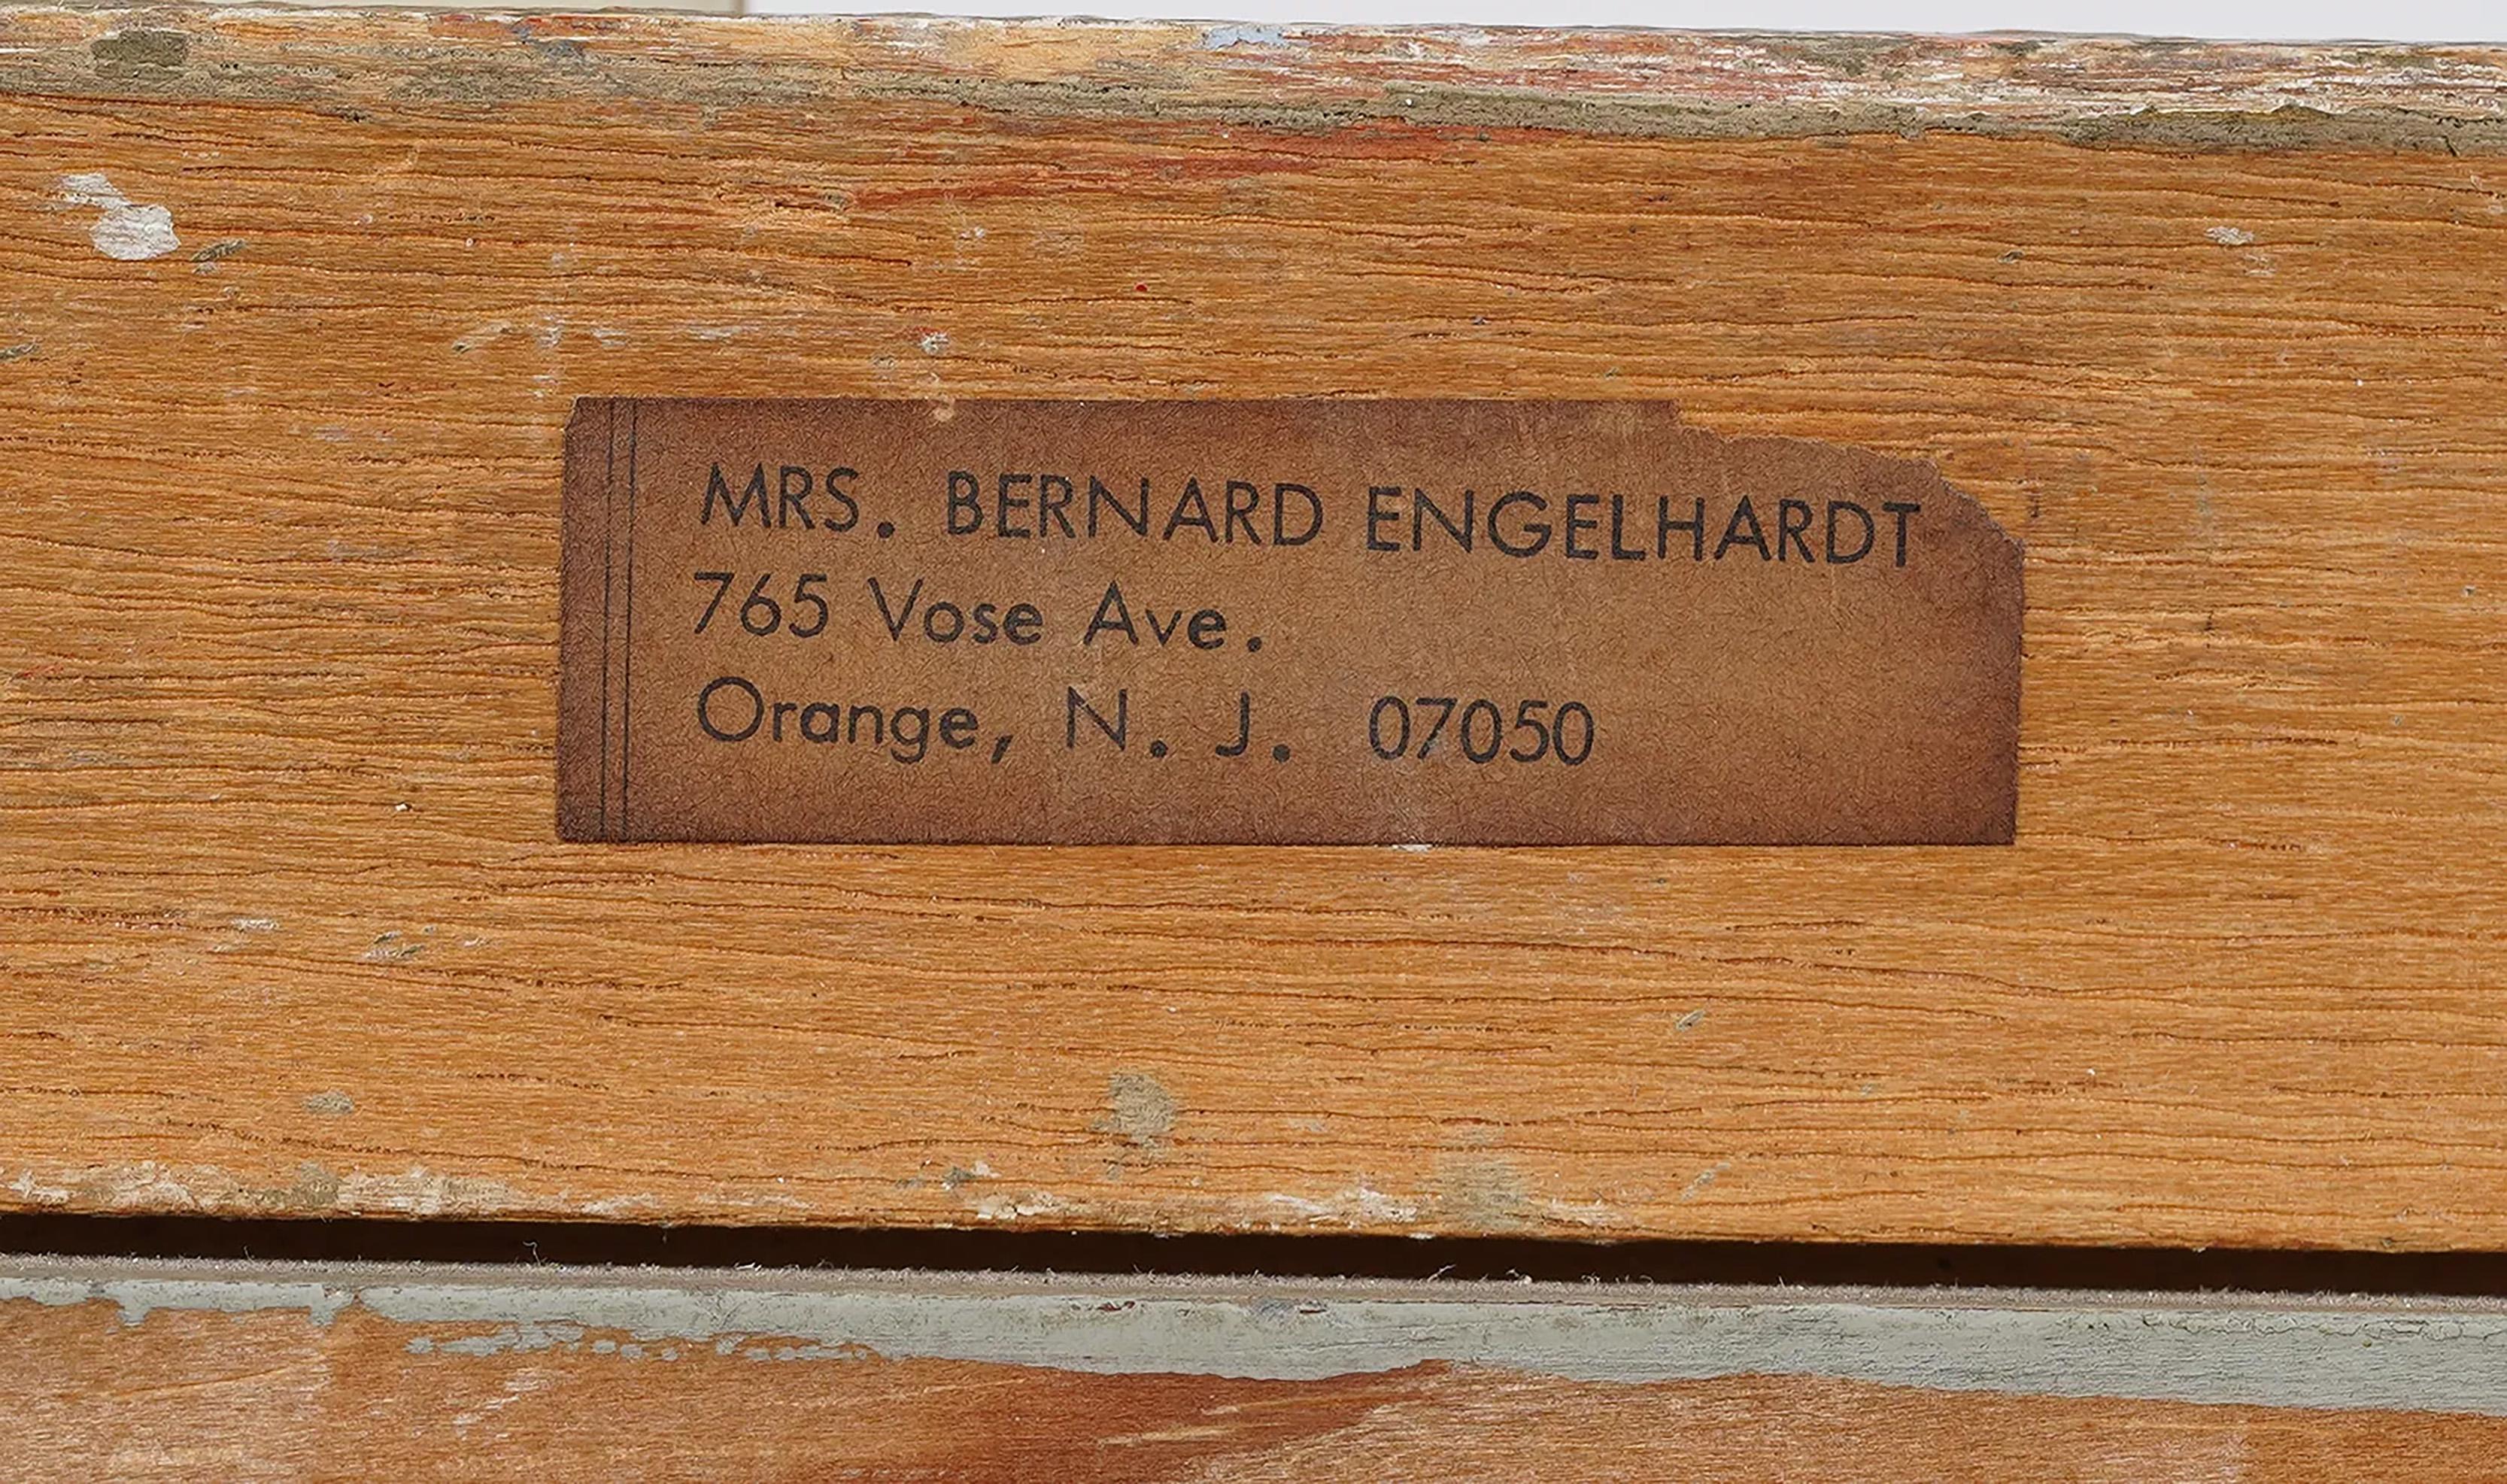 MRS. BERNARD ENGELHARDT
765 Vose Ave.
Orange, N. J. 07050